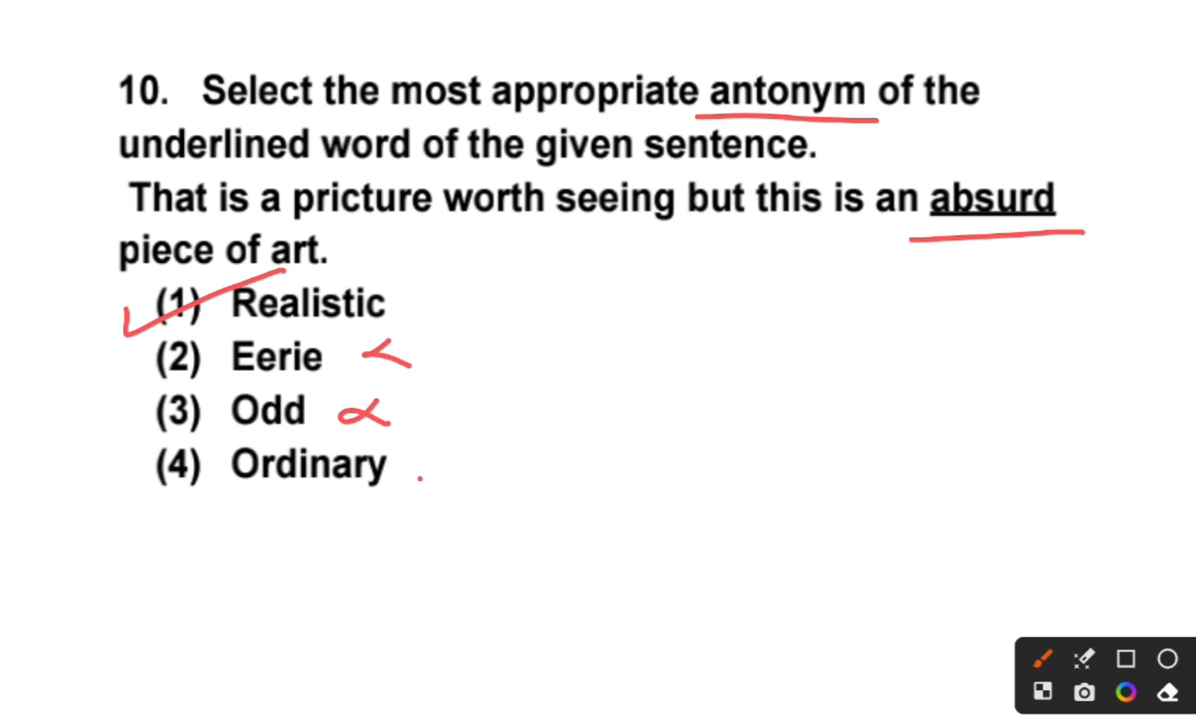 10. Select the most appropriate antonym of the
underlined word of the given sentence.
That is a pricture worth seeing but this is an absurd
piece of art.
(1) Realistic
(2) Eerie
(3) Odd
(4) Ordinary